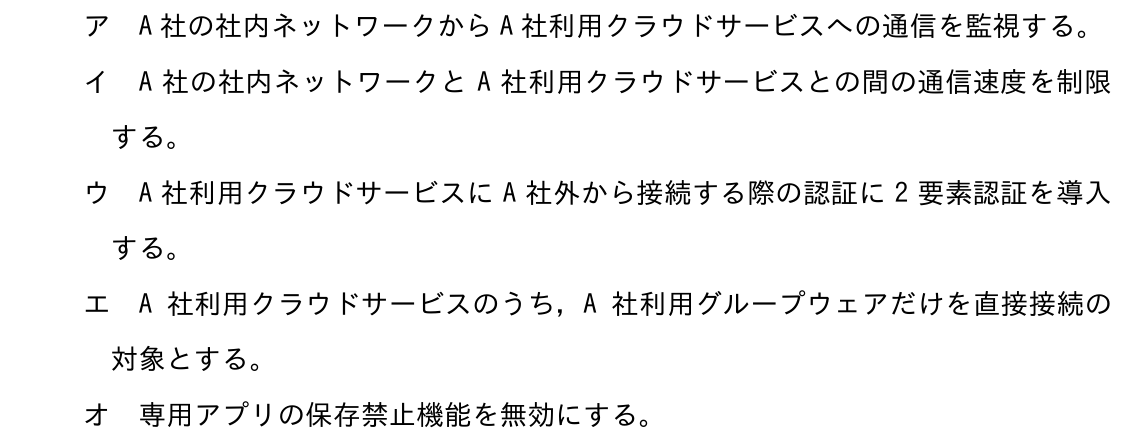 ア　A 社の社内ネットワークから A 社利用クラウドサービスへの通信を監視する。
イ　A 社の社内ネットワークと A 社利用クラウドサービスとの間の通信速度を制限
する。
ウ　A 社利用クラウドサービスに A 社外から接続する際の認証に 2 要素認証を導入
する。
エ　A 社利用クラウドサービスのうち，A 社利用グループウェアだけを直接接続の
対象とする。
オ　専用アプリの保存禁止機能を無効にする。